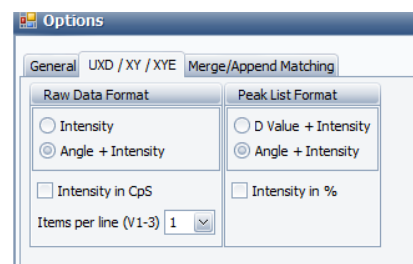 Options
General UXD / XY / XYE Merge/Append Matching
Raw Data Format
Intensity
Angle + Intensity
Intensity in CpS
Items per line (V1-3) 1
Peak List Format
D Value + Intensity
Angle + Intensity
Intensity in %